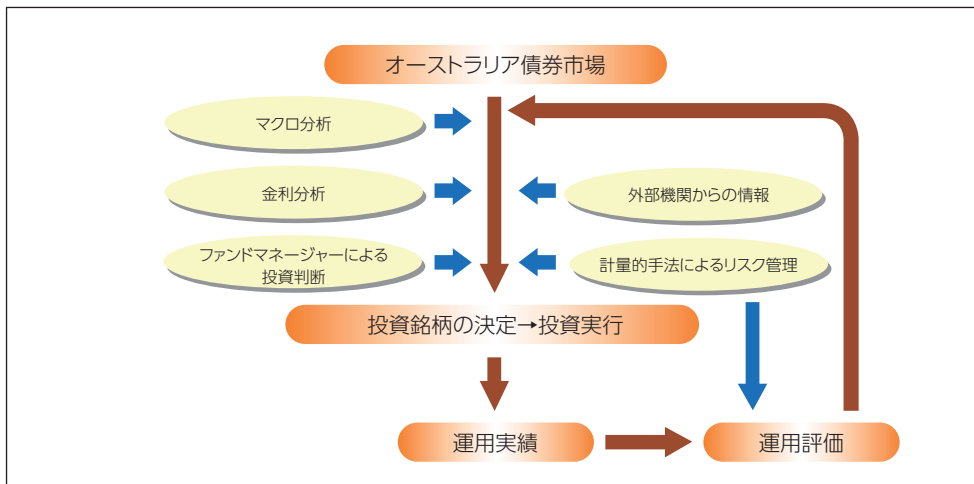 オーストラリア債券市場
マクロ分析
金利分析
外部機関からの情報
ファンドマネージャーによる
投資判断
計量的手法によるリスク管理
投資銘柄の決定→投資実行
運用実績
運用評価